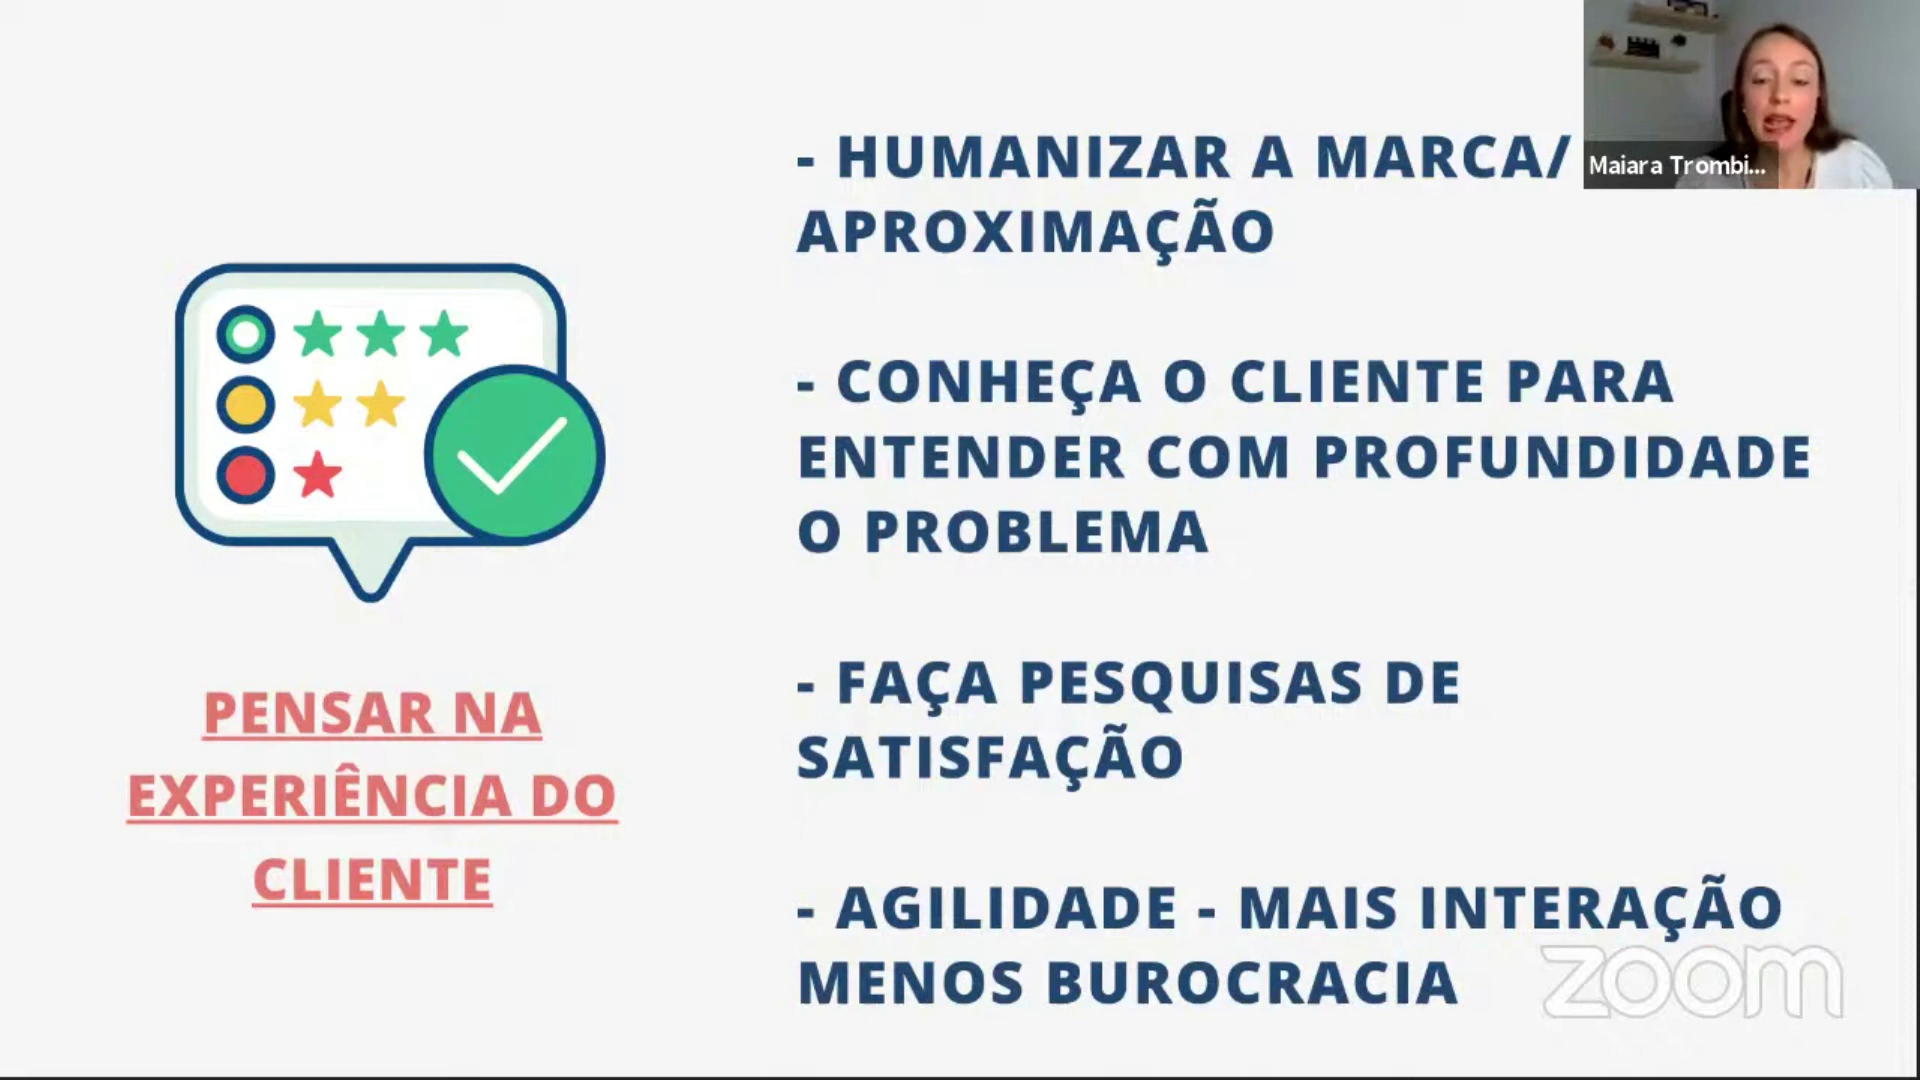 - HUMANIZAR A MARCA/
APROXIMAÇÃO
Maiara Trombi...
- CONHEÇA O CLIENTE PARA
ENTENDER COM PROFUNDIDADE
O PROBLEMA
- FAÇA PESQUISAS DE
SATISFAÇÃO
- AGILIDADE - MAIS INTERAÇÃO
MENOS BUROCRACIA
PENSAR NA
EXPERIÊNCIA DO
CLIENTE
zoom